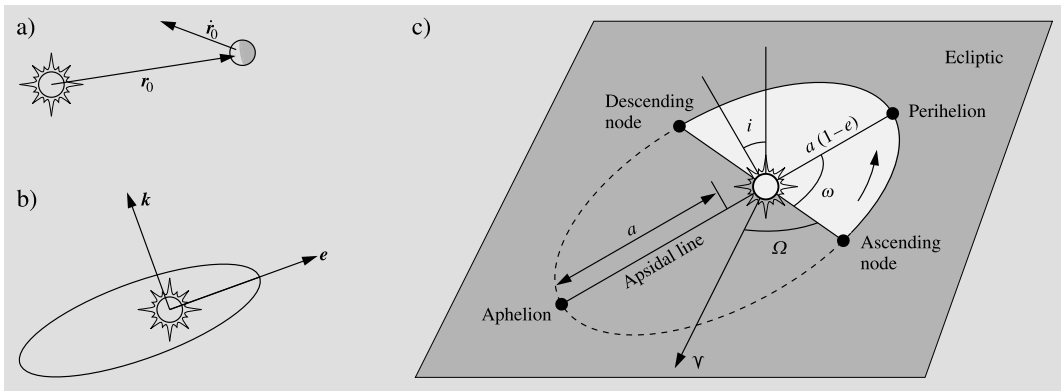 a)
ṙ₀
r₀
b)
k
e
c)
Ecliptic
Descending
node
i
a (1–e)
Perihelion
ω
a
Apsidal line
Ω
Ascending
node
Aphelion
♈